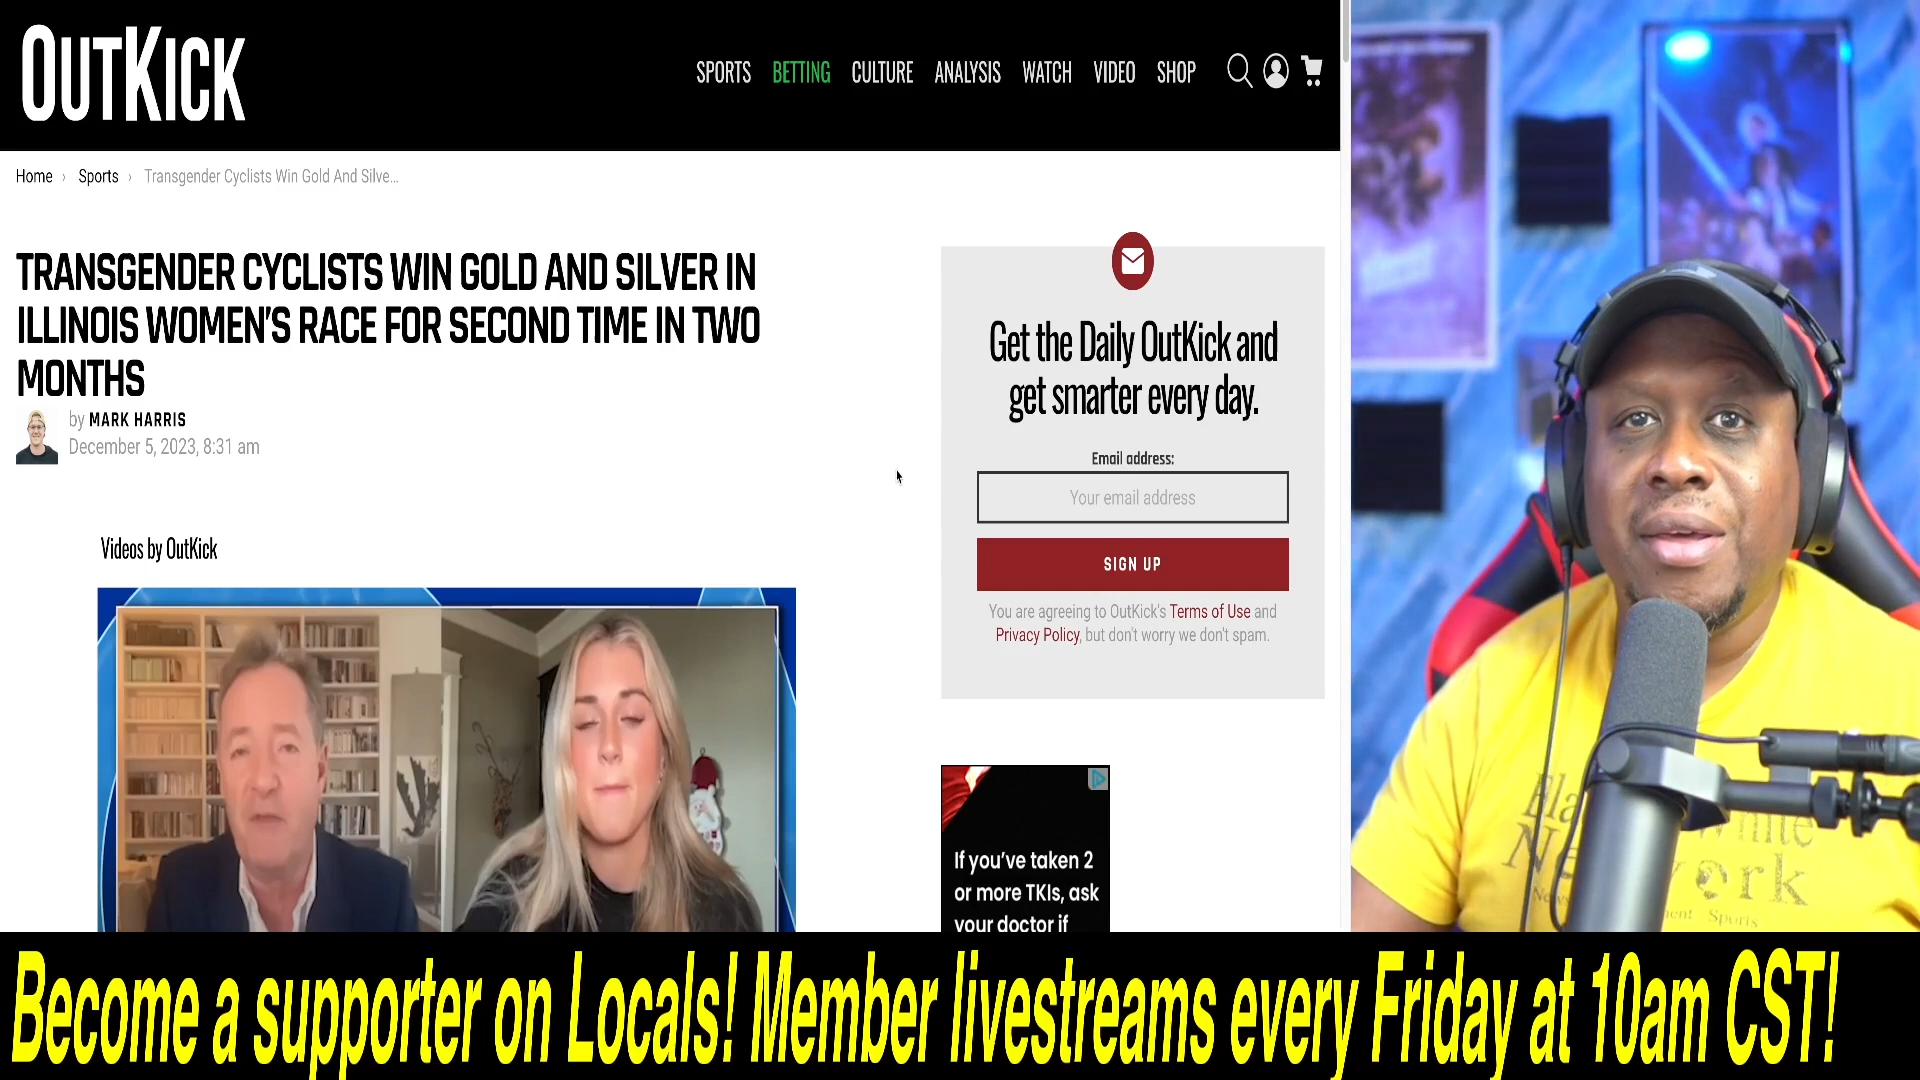 OUTKICK
SPORTS BETTING CULTURE ANALYSIS WATCH VIDEO SHOP
Home › Sports › Transgender Cyclists Win Gold And Silve...
TRANSGENDER CYCLISTS WIN GOLD AND SILVER IN
ILLINOIS WOMEN'S RACE FOR SECOND TIME IN TWO
MONTHS
by MARK HARRIS
December 5, 2023, 8:31 am
Videos by OutKick
Get the Daily OutKick and
get smarter every day.
Email address:
Your email address
SIGN UP
You are agreeing to OutKick's Terms of Use and
Privacy Policy, but don't worry we don't spam.
If you've taken 2
or more TKIs, ask
your doctor if
Become a supporter on Locals! Member livestreams every Friday at 10am CST!